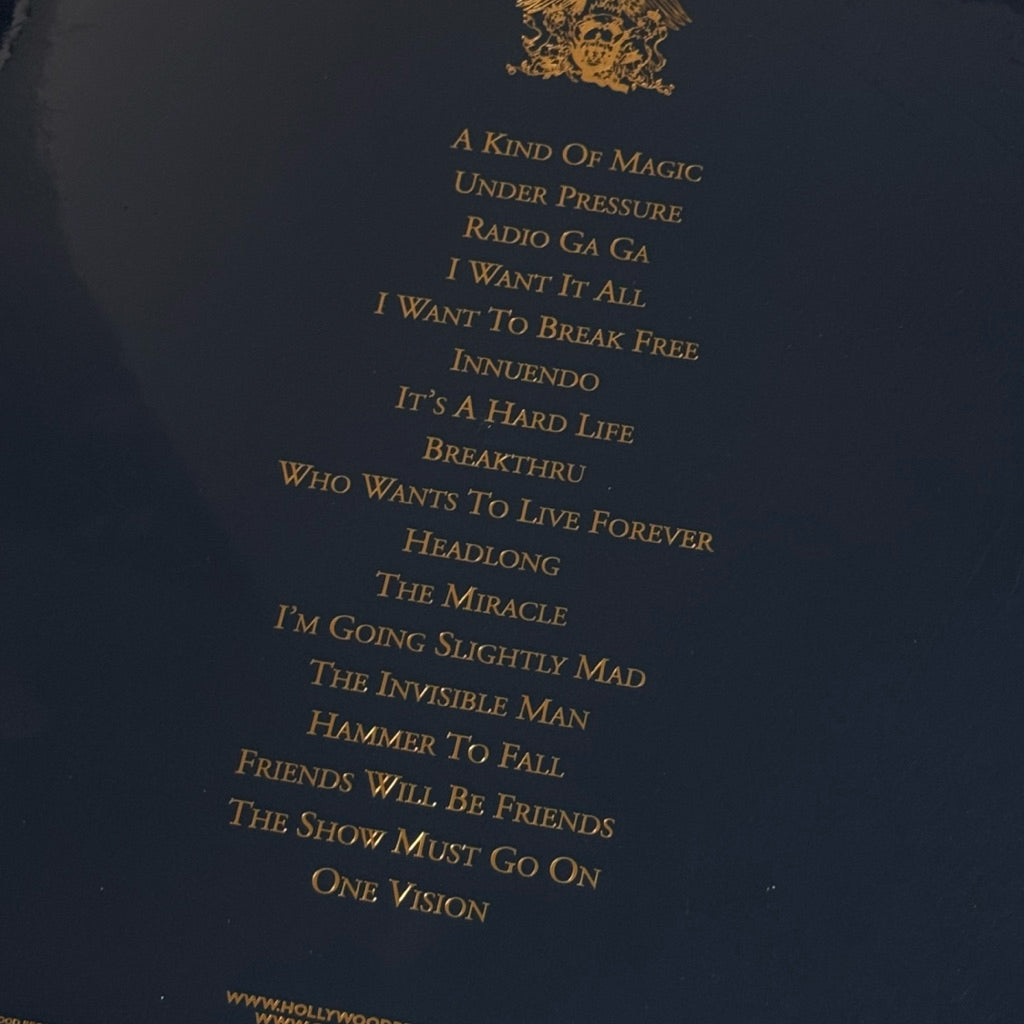 A KIND OF MAGIC
UNDER PRESSURE
RADIO GA GA
I WANT IT ALL
I WANT TO BREAK FREE
INNUENDO
IT'S A HARD LIFE
BREAKTHRU
WHO WANTS TO LIVE FOREVER
HEADLONG
THE MIRACLE
I'M GOING SLIGHTLY MAD
THE INVISIBLE MAN
HAMMER TO FALL
FRIENDS WILL BE FRIENDS
THE SHOW MUST GO ON
ONE VISION